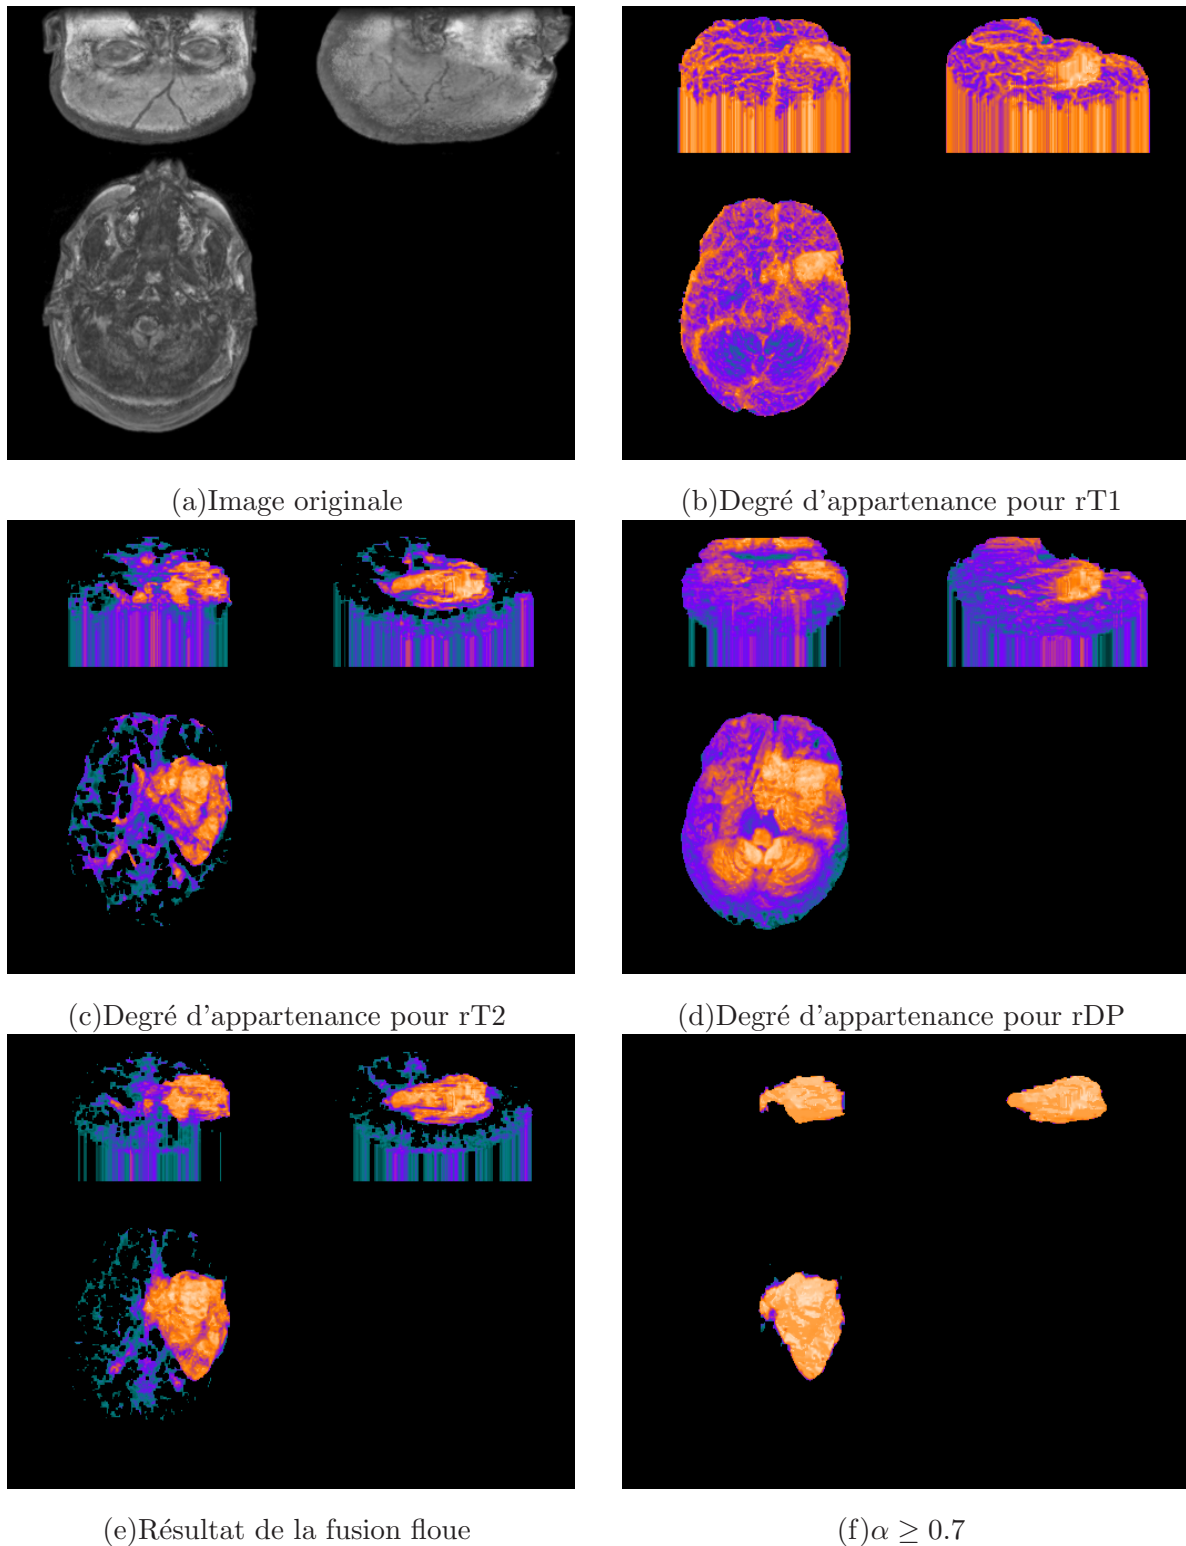 (a)Image originale
(b)Degré d'appartenance pour rT1
(c)Degré d'appartenance pour rT2
(d)Degré d'appartenance pour rDP
(e)Résultat de la fusion floue
(f)α ≥ 0.7